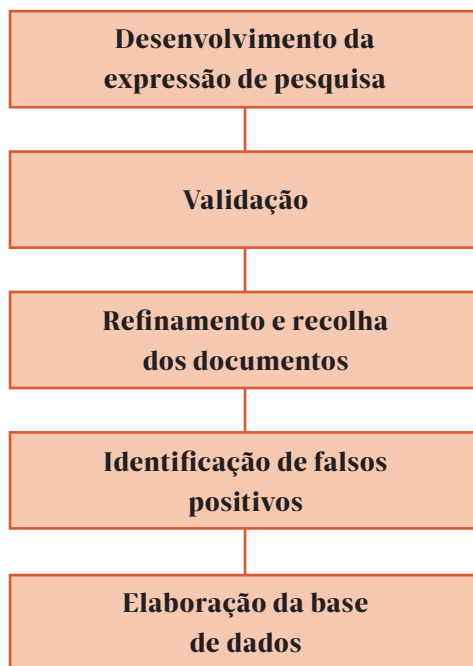 Desenvolvimento da
expressão de pesquisa
Validação
Refinamento e recolha
dos documentos
Identificação de falsos
positivos
Elaboração da base
de dados